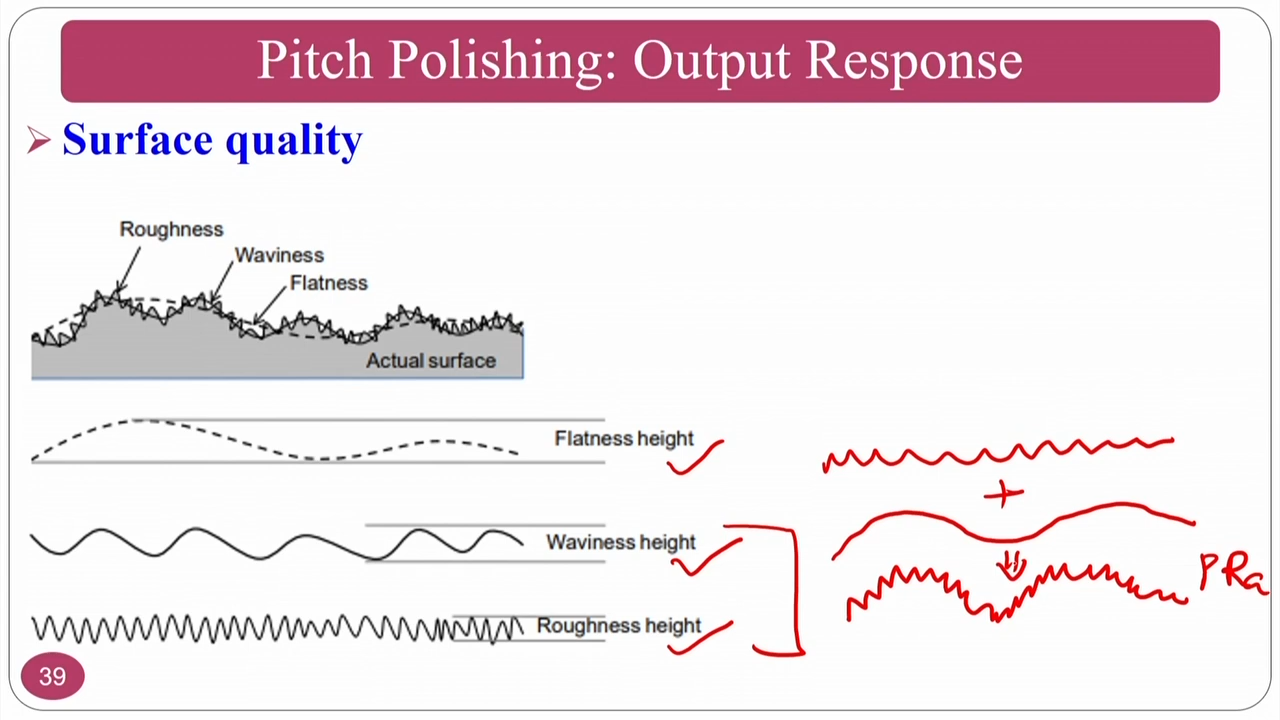 Pitch Polishing: Output Response
Surface quality
Roughness
Waviness
Flatness
Actual surface
Flatness height
Waviness height
Roughness height
+
PRa
39